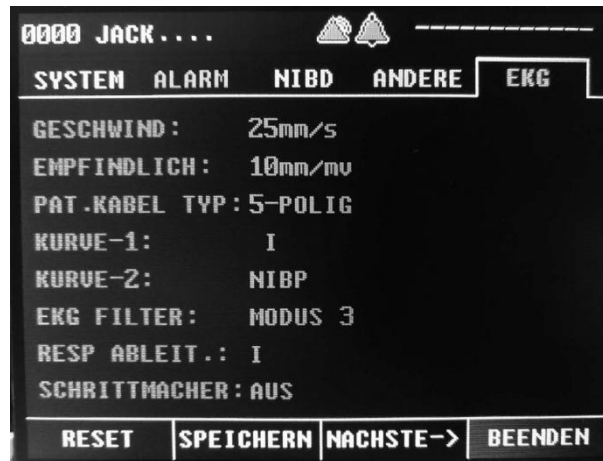 0000 JACK....
SYSTEM ALARM NIBD ANDERE EKG
GESCHWIND: 25mm/s
EMPFINDLICH: 10mm/mv
PAT.KABEL TYP:5-POLIG
KURVE-1: I
KURVE-2: NIBP
EKG FILTER: MODUS 3
RESP ABLEIT.: I
SCHRITTMACHER:AUS
RESET SPEICHERN NACHSTE-> BEENDEN